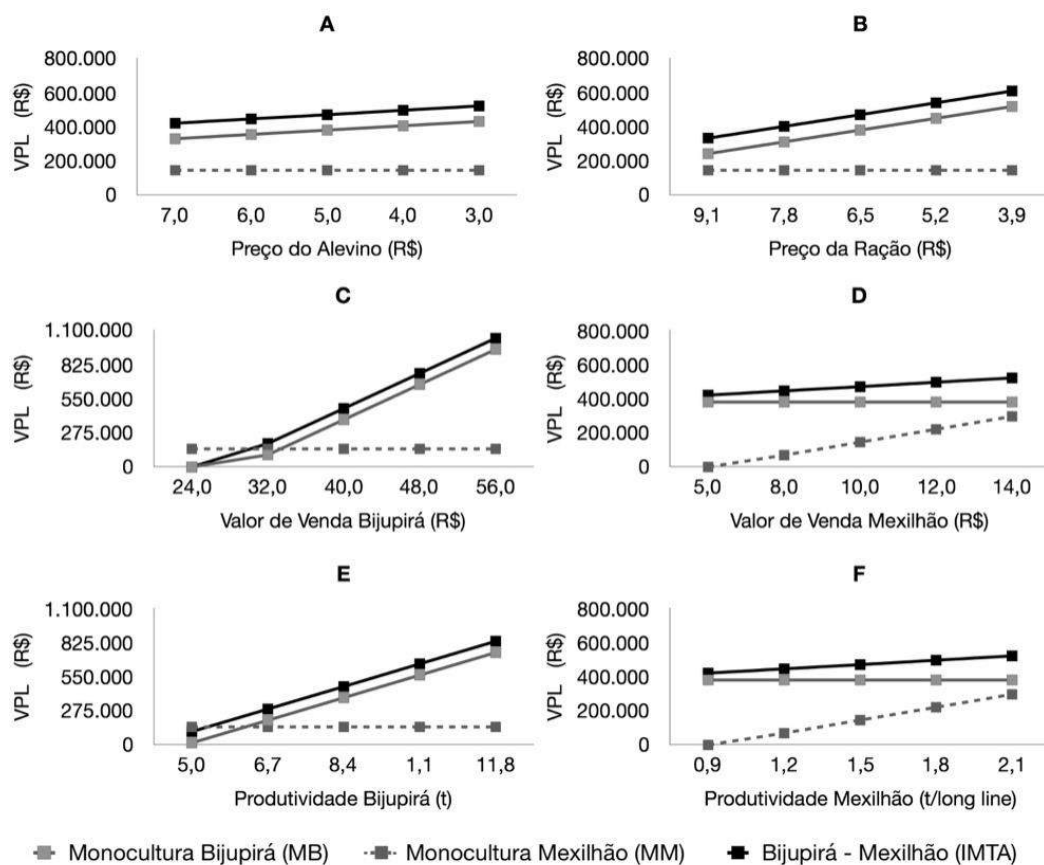 A
800.000
600.000
400.000
200.000
0
VPL (R$)
7,0 6,0 5,0 4,0 3,0
Preço do Alevino (R$)
B
800.000
600.000
400.000
200.000
0
VPL (R$)
9,1 7,8 6,5 5,2 3,9
Preço da Ração (R$)
C
1.100.000
825.000
550.000
275.000
0
VPL (R$)
24,0 32,0 40,0 48,0 56,0
Valor de Venda Bijupirá (R$)
D
800.000
600.000
400.000
200.000
0
VPL (R$)
5,0 8,0 10,0 12,0 14,0
Valor de Venda Mexilhão (R$)
E
1.100.000
825.000
550.000
275.000
0
VPL (R$)
5,0 6,7 8,4 1,1 11,8
Produtividade Bijupirá (t)
F
800.000
600.000
400.000
200.000
0
VPL (R$)
0,9 1,2 1,5 1,8 2,1
Produtividade Mexilhão (t/long line)
Monocultura Bijupirá (MB) Monocultura Mexilhão (MM) Bijupirá - Mexilhão (IMTA)